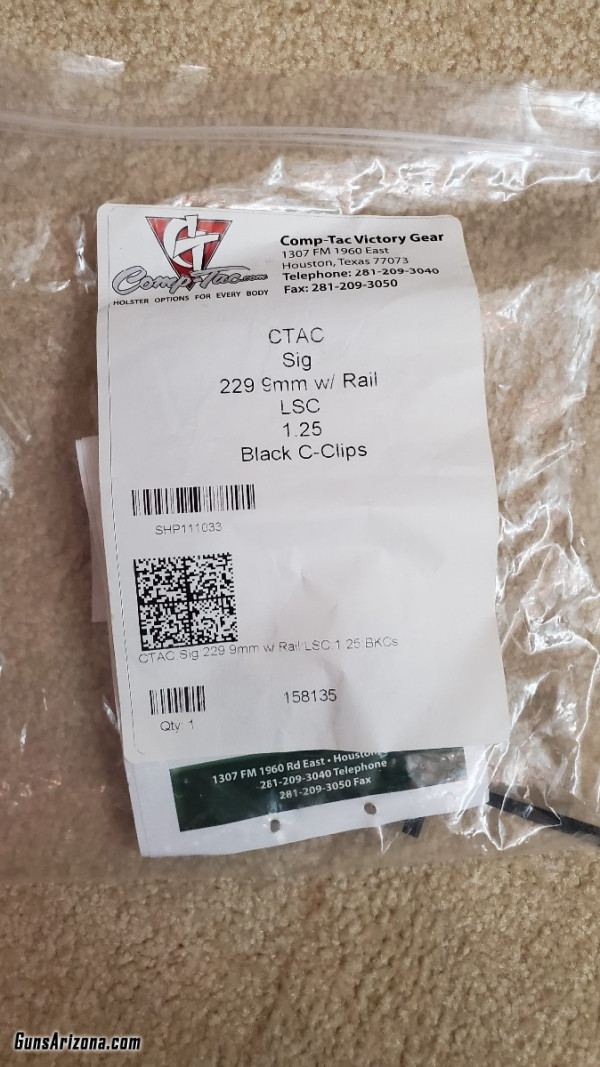 CT
Comp-Tac.com
HOLSTER OPTIONS FOR EVERY BODY
Comp-Tac Victory Gear
1307 FM 1960 East
Houston, Texas 77073
Telephone: 281-209-3040
Fax: 281-209-3050
CTAC
Sig
229 9mm w/ Rail
LSC
1.25
Black C-Clips
SHP111033
CTAC:Sig 229 9mm w/ Rail:LSC:1.25:BKCs
Qty: 1
158135
1307 FM 1960 Rd East • Houston,
281-209-3040 Telephone
281-209-3050 Fax
GunsArizona.com